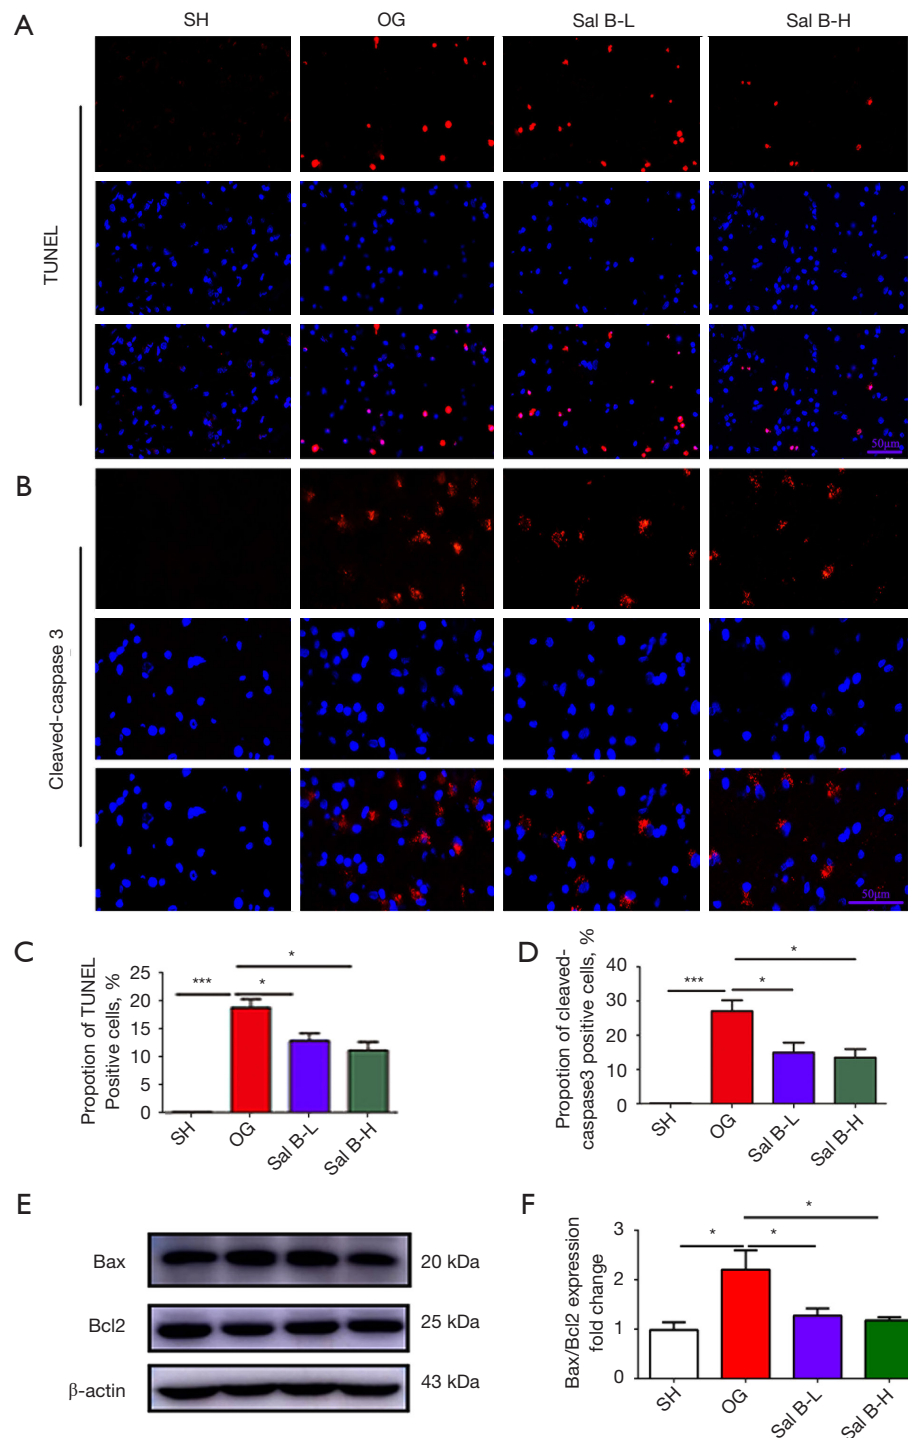 A
SH
OG
Sal B-L
Sal B-H
TUNEL
50μm
B
Cleaved-caspase 3
50μm
C
Propotion of TUNEL
Positive cells, %
25
20
15
10
5
0
***
*
*
SH
OG
Sal B-L
Sal B-H
D
Propotion of cleaved-
caspase3 positive cells, %
40
30
20
10
0
***
*
*
SH
OG
Sal B-L
Sal B-H
E
Bax
20 kDa
Bcl2
25 kDa
β-actin
43 kDa
F
Bax/Bcl2 expression
fold change
3
2
1
0
*
*
*
SH
OG
Sal B-L
Sal B-H